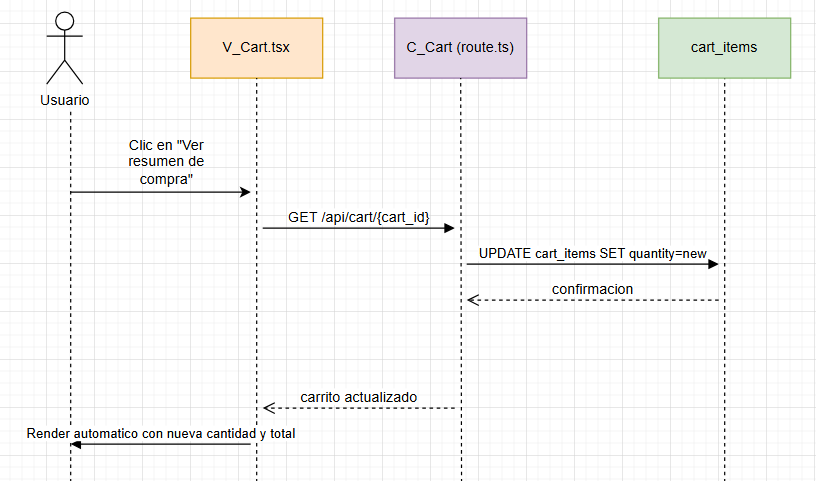 V_Cart.tsx
C_Cart (route.ts)
cart_items
Usuario
Clic en "Ver
resumen de
compra"
GET /api/cart/{cart_id}
UPDATE cart_items SET quantity=new
confirmacion
carrito actualizado
Render automatico con nueva cantidad y total